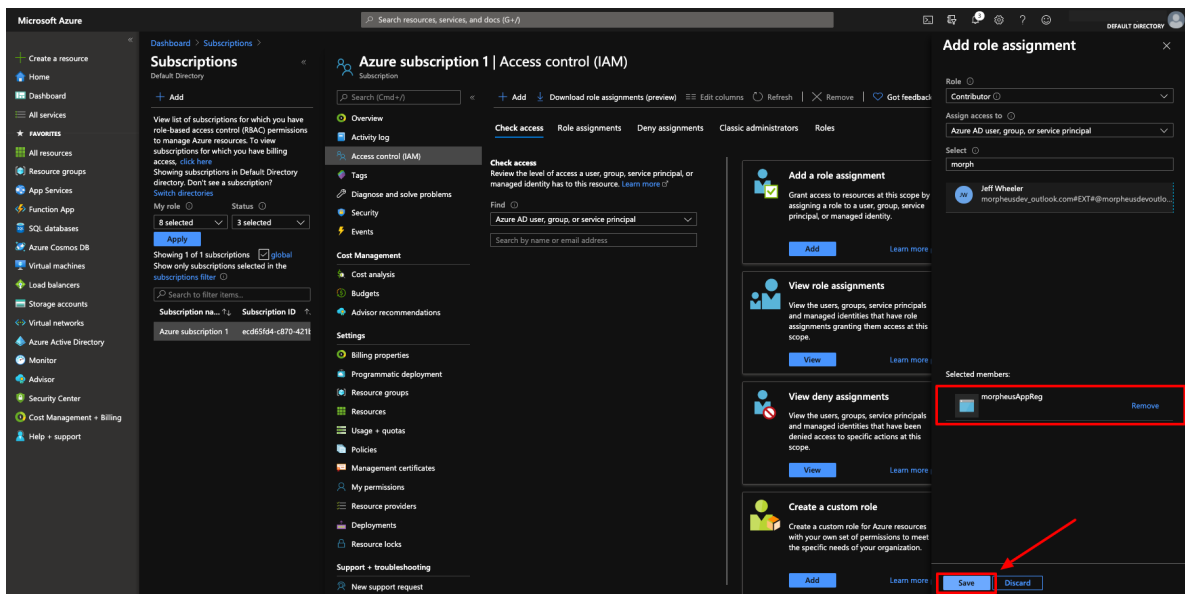 Microsoft Azure
Search resources, services, and docs (G+/)
3
DEFAULT DIRECTORY
Create a resource
Home
Dashboard
All services
FAVORITES
All resources
Resource groups
App Services
Function App
SQL databases
Azure Cosmos DB
Virtual machines
Load balancers
Storage accounts
Virtual networks
Azure Active Directory
Monitor
Advisor
Security Center
Cost Management + Billing
Help + support
Dashboard > Subscriptions >
Subscriptions
Default Directory
Add
View list of subscriptions for which you have
role-based access control (RBAC) permissions
to manage Azure resources. To view
subscriptions for which you have billing
access, click here
Showing subscriptions in Default Directory
directory. Don't see a subscription?
Switch directories
My role Status
8 selected 3 selected
Apply
Showing 1 of 1 subscriptions global
Show only subscriptions selected in the
subscriptions filter
Search to filter items...
Subscription na... ↑↓ Subscription ID ↑
Azure subscription 1 ecd65fd4-c870-421b
Azure subscription 1 | Access control (IAM)
Subscription
Search (Cmd+/)
Overview
Activity log
Access control (IAM)
Tags
Diagnose and solve problems
Security
Events
Cost Management
Cost analysis
Budgets
Advisor recommendations
Settings
Billing properties
Programmatic deployment
Resource groups
Resources
Usage + quotas
Policies
Management certificates
My permissions
Resource providers
Deployments
Resource locks
Support + troubleshooting
New support request
Add Download role assignments (preview) Edit columns Refresh Remove Got feedback
Check access Role assignments Deny assignments Classic administrators Roles
Check access
Review the level of access a user, group, service principal, or
managed identity has to this resource. Learn more
Find
Azure AD user, group, or service principal
Search by name or email address
Add a role assignment
Grant access to resources at this scope by
assigning a role to a user, group, service
principal, or managed identity.
Add Learn more
View role assignments
View the users, groups, service principals
and managed identities that have role
assignments granting them access at this
scope.
View Learn more
View deny assignments
View the users, groups, service principals
and managed identities that have been
denied access to specific actions at this
scope.
View Learn more
Create a custom role
Create a custom role for Azure resources
with your own set of permissions to meet
the specific needs of your organization.
Add Learn more
Add role assignment
Role
Contributor
Assign access to
Azure AD user, group, or service principal
Select
morph
JW
Jeff Wheeler
morpheusdev_outlook.com#EXT#@morpheusdevoutlo...
Selected members:
morpheusAppReg
Remove
Save Discard